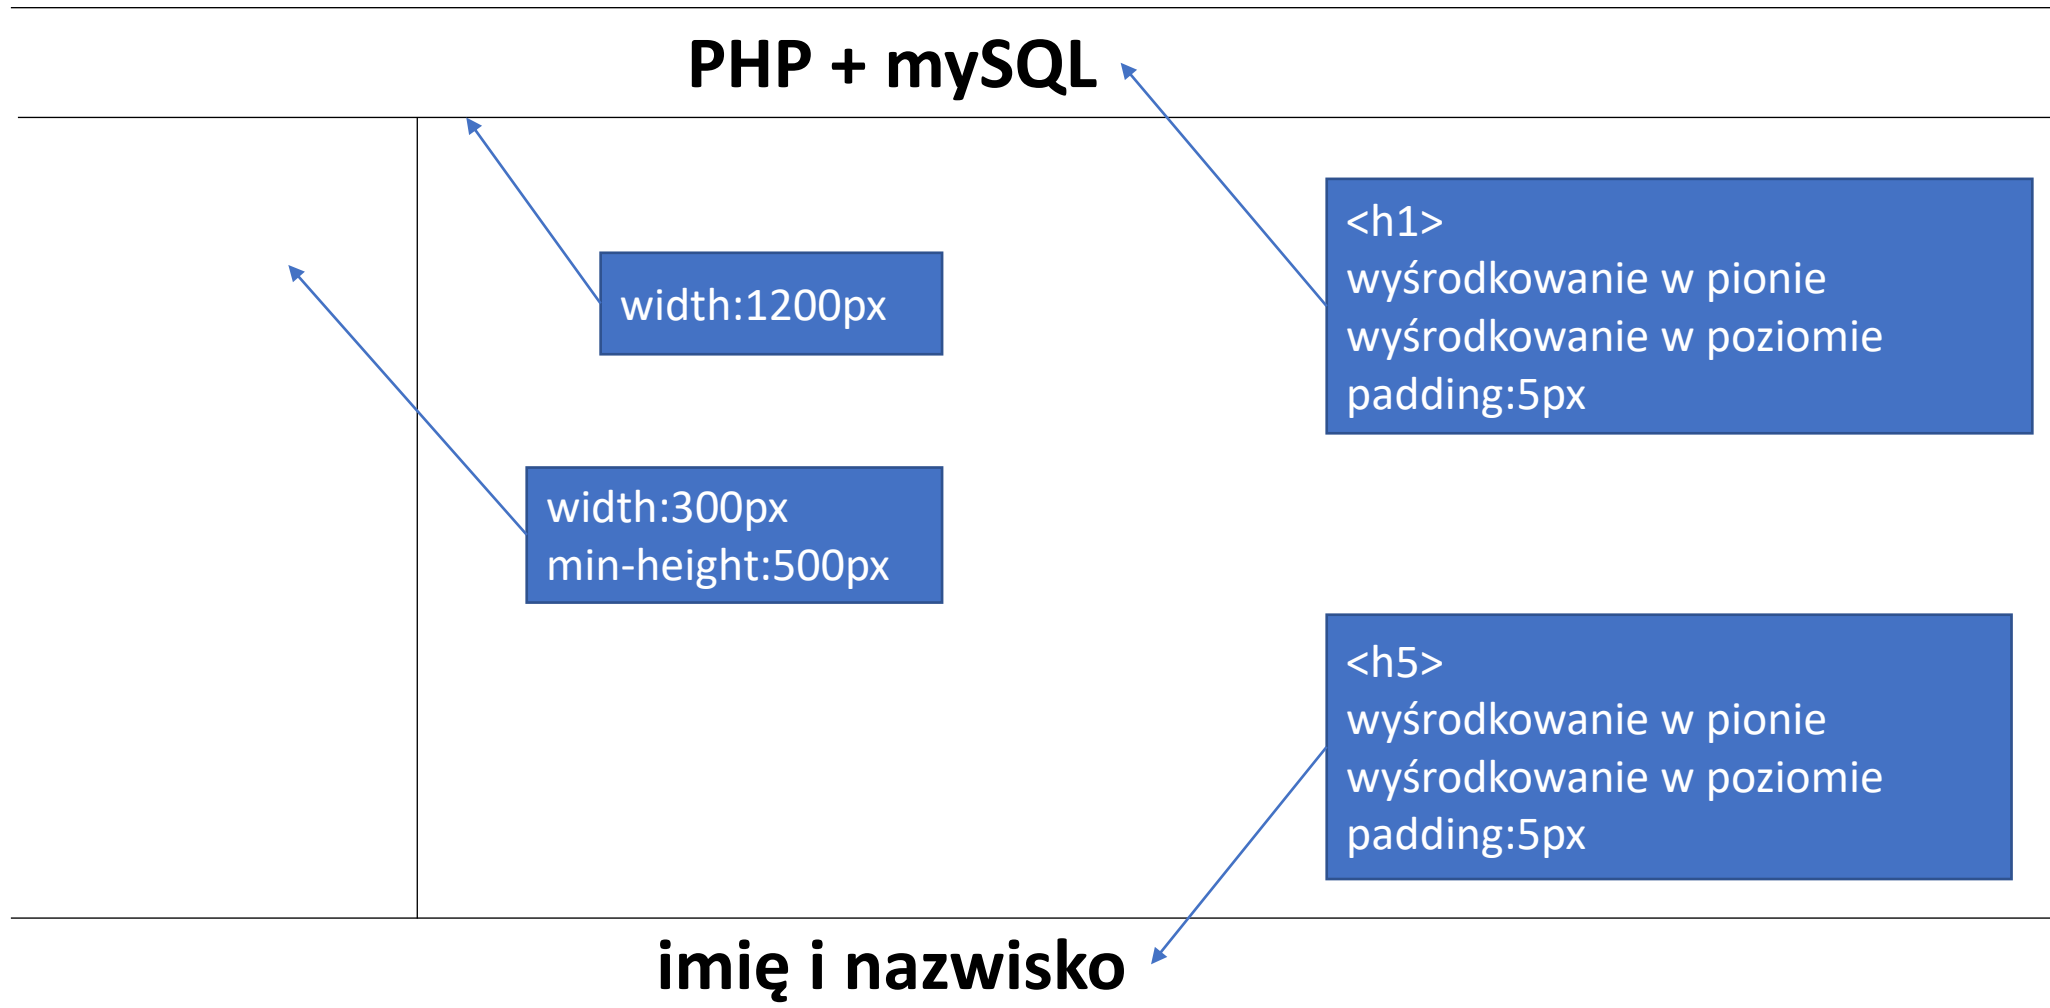 PHP + mySQL
<h1>
wyśrodkowanie w pionie
wyśrodkowanie w poziomie
padding:5px
width:1200px
width:300px
min-height:500px
<h5>
wyśrodkowanie w pionie
wyśrodkowanie w poziomie
padding:5px
imię i nazwisko